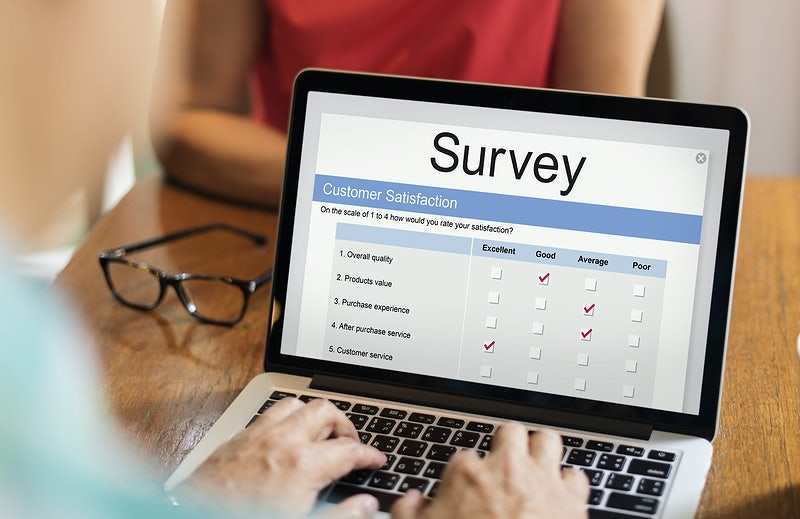 Survey
Customer Satisfaction
On the scale of 1 to 4 how would you rate your satisfaction?
Excellent Good Average Poor
1. Overall quality
2. Products value
3. Purchase experience
4. After purchase service
5. Customer service